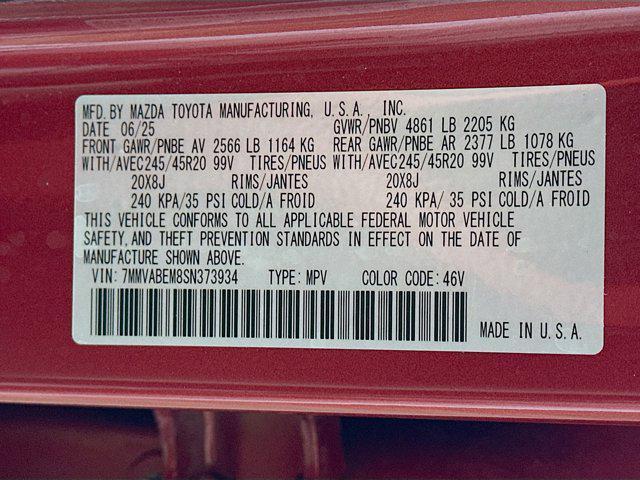 MFD. BY MAZDA TOYOTA MANUFACTURING, U.S.A. INC.
DATE 06/25 GVWR/PNBV 4861 LB 2205 KG
FRONT GAWR/PNBE AV 2566 LB 1164 KG REAR GAWR/PNBE AR 2377 LB 1078 KG
WITH/AVEC245/45R20 99V TIRES/PNEUS WITH/AVEC245/45R20 99V TIRES/PNEUS
20X8J RIMS/JANTES 20X8J RIMS/JANTES
240 KPA/35 PSI COLD/A FROID 240 KPA/ 35 PSI COLD/A FROID
THIS VEHICLE CONFORMS TO ALL APPLICABLE FEDERAL MOTOR VEHICLE
SAFETY, AND THEFT PREVENTION STANDARDS IN EFFECT ON THE DATE OF
MANUFACTURE SHOWN ABOVE.
VIN: 7MMVABEM8SN373934 TYPE: MPV COLOR CODE: 46V
MADE IN U.S.A.